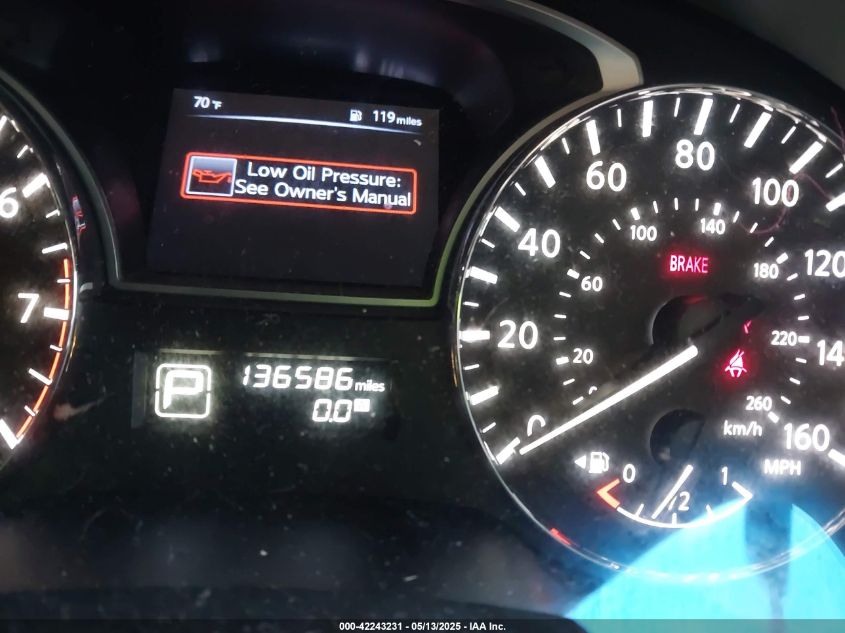 70°F 119 miles
Low Oil Pressure:
See Owner's Manual
6
7
P
136586 miles
0.0
0
20
40
60
80
100
120
160
MPH
20
60
100
140
180
220
260
km/h
BRAKE
0
1
000-42243231 - 05/13/2025 - IAA Inc.